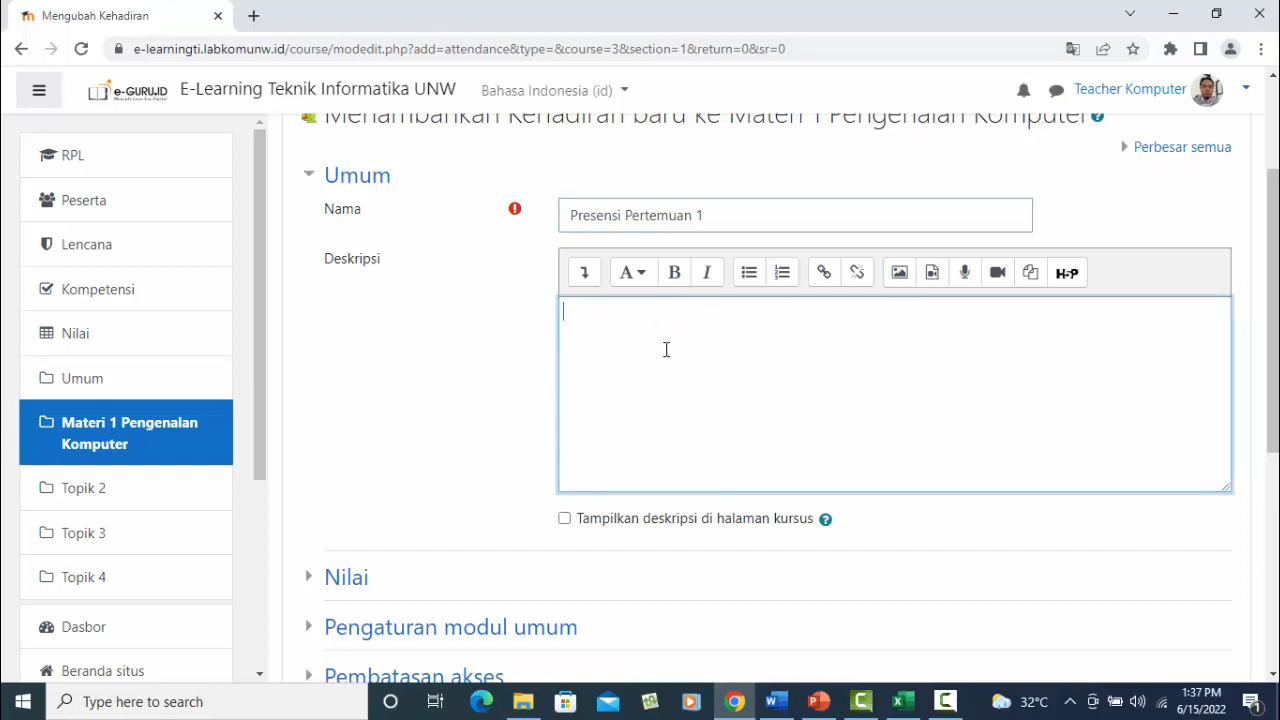 Mengubah Kehadiran
e-learningti.labkomunw.id/course/modedit.php?add=attendance&type=&course=3&section=1&return=0&sr=0
e-GURU.ID
E-Learning Teknik Informatika UNW
Bahasa Indonesia (id)
Teacher Komputer
RPL
Peserta
Lencana
Kompetensi
Nilai
Umum
Materi 1 Pengenalan
Komputer
Topik 2
Topik 3
Topik 4
Dasbor
Beranda situs
Menambahkan Kehadiran baru ke Materi 1 Pengenalan Komputer
Perbesar semua
Umum
Nama
Presensi Pertemuan 1
Deskripsi
A B I
H-P
Tampilkan deskripsi di halaman kursus
Nilai
Pengaturan modul umum
Pembatasan akses
Type here to search
32°C
1:37 PM
6/15/2022
1